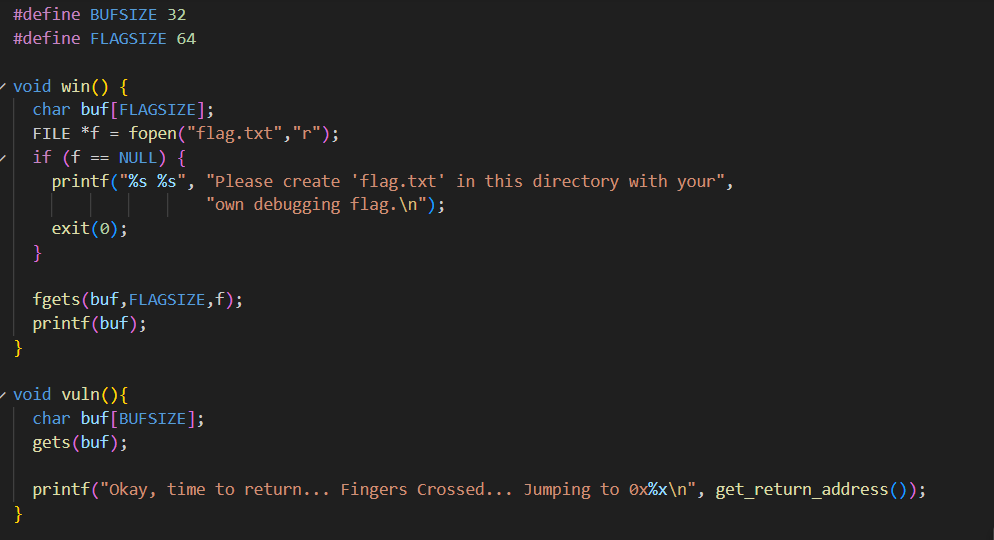 #define BUFSIZE 32
#define FLAGSIZE 64
void win() {
char buf[FLAGSIZE];
FILE *f = fopen("flag.txt","r");
if (f == NULL) {
printf("%s %s", "Please create 'flag.txt' in this directory with your",
"own debugging flag.\n");
exit(0);
}
fgets(buf,FLAGSIZE,f);
printf(buf);
}
void vuln(){
char buf[BUFSIZE];
gets(buf);
printf("Okay, time to return... Fingers Crossed... Jumping to 0x%x\n", get_return_address());
}